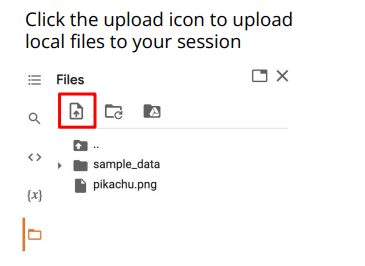 Click the upload icon to upload
local files to your session
Files
..
sample_data
pikachu.png
{x}